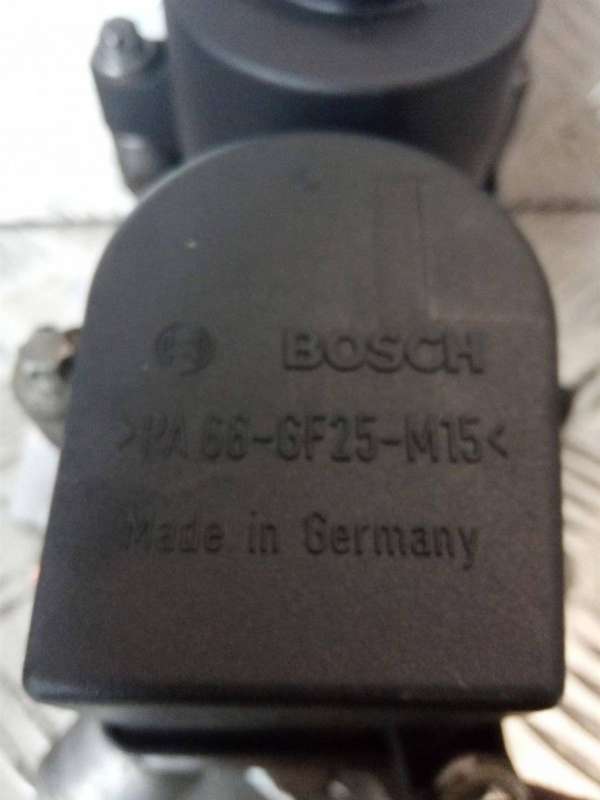 BOSCH
>PA 66-GF25-M15<
Made in Germany